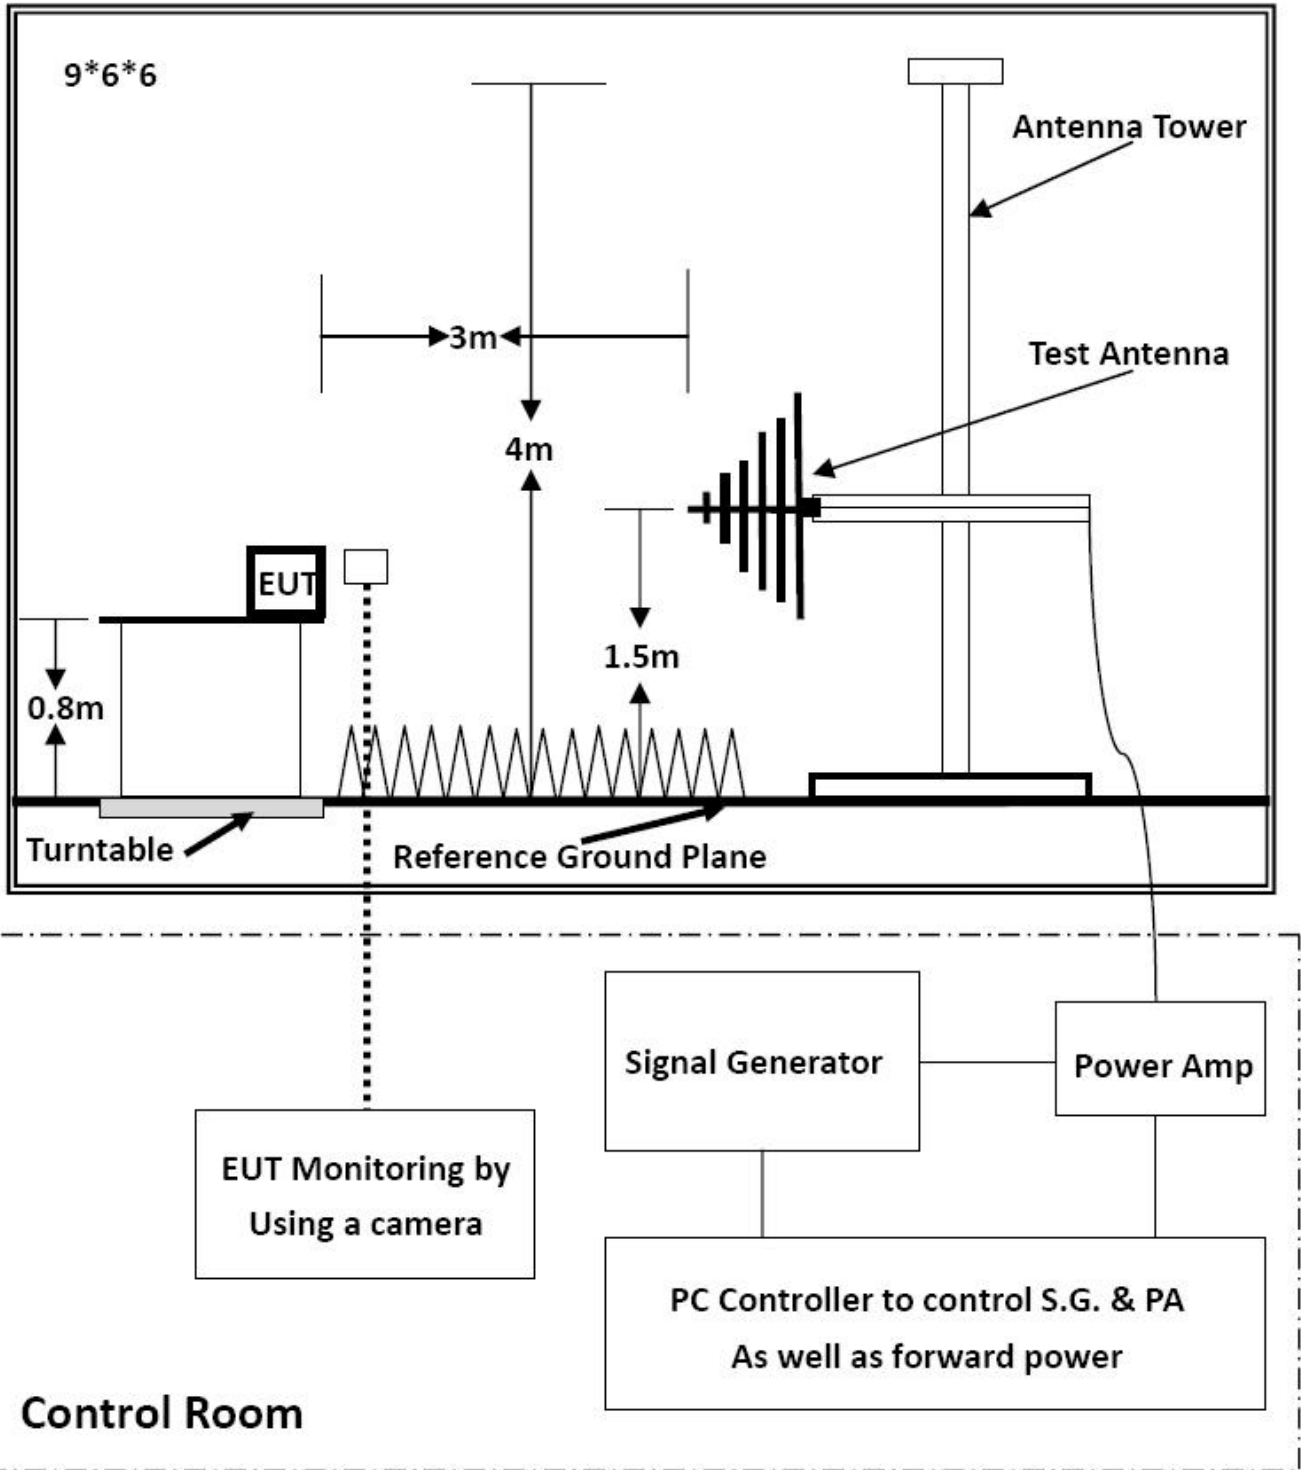 9*6*6
Antenna Tower
3m
Test Antenna
4m
EUT
1.5m
0.8m
Turntable
Reference Ground Plane
Signal Generator
Power Amp
EUT Monitoring by
Using a camera
PC Controller to control S.G. & PA
As well as forward power
Control Room